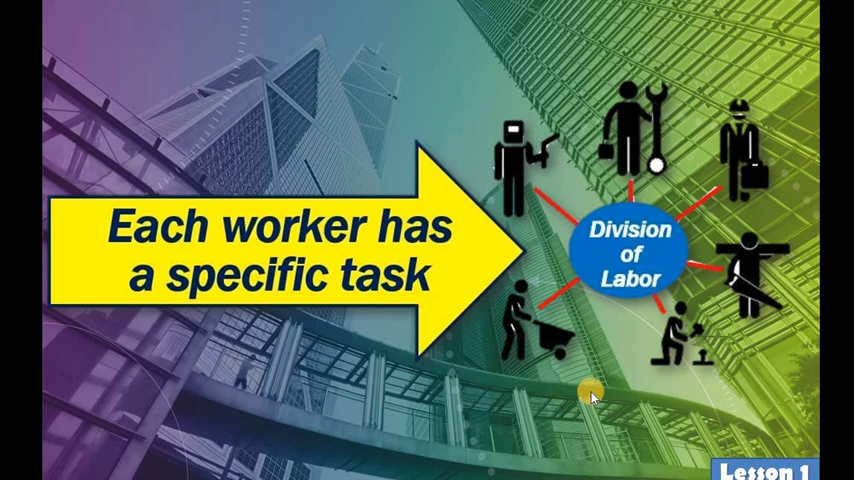 Each worker has
a specific task
Division
of
Labor
Lesson 1